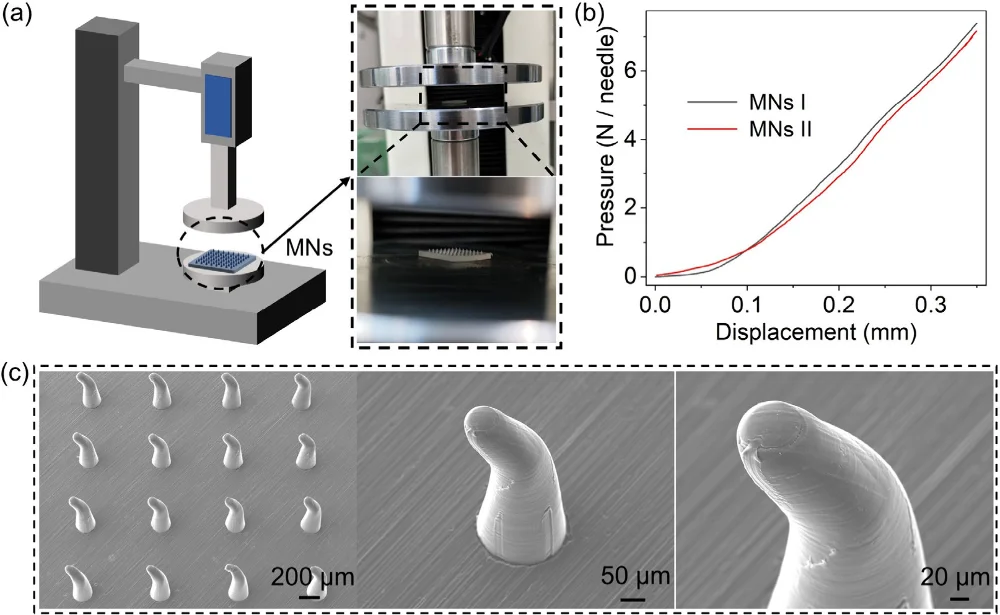 (a)
MNs
(b)
Pressure (N / needle)
6
4
2
0
MNs I
MNs II
0.0
0.1
0.2
0.3
Displacement (mm)
(c)
200 μm
50 μm
20 μm